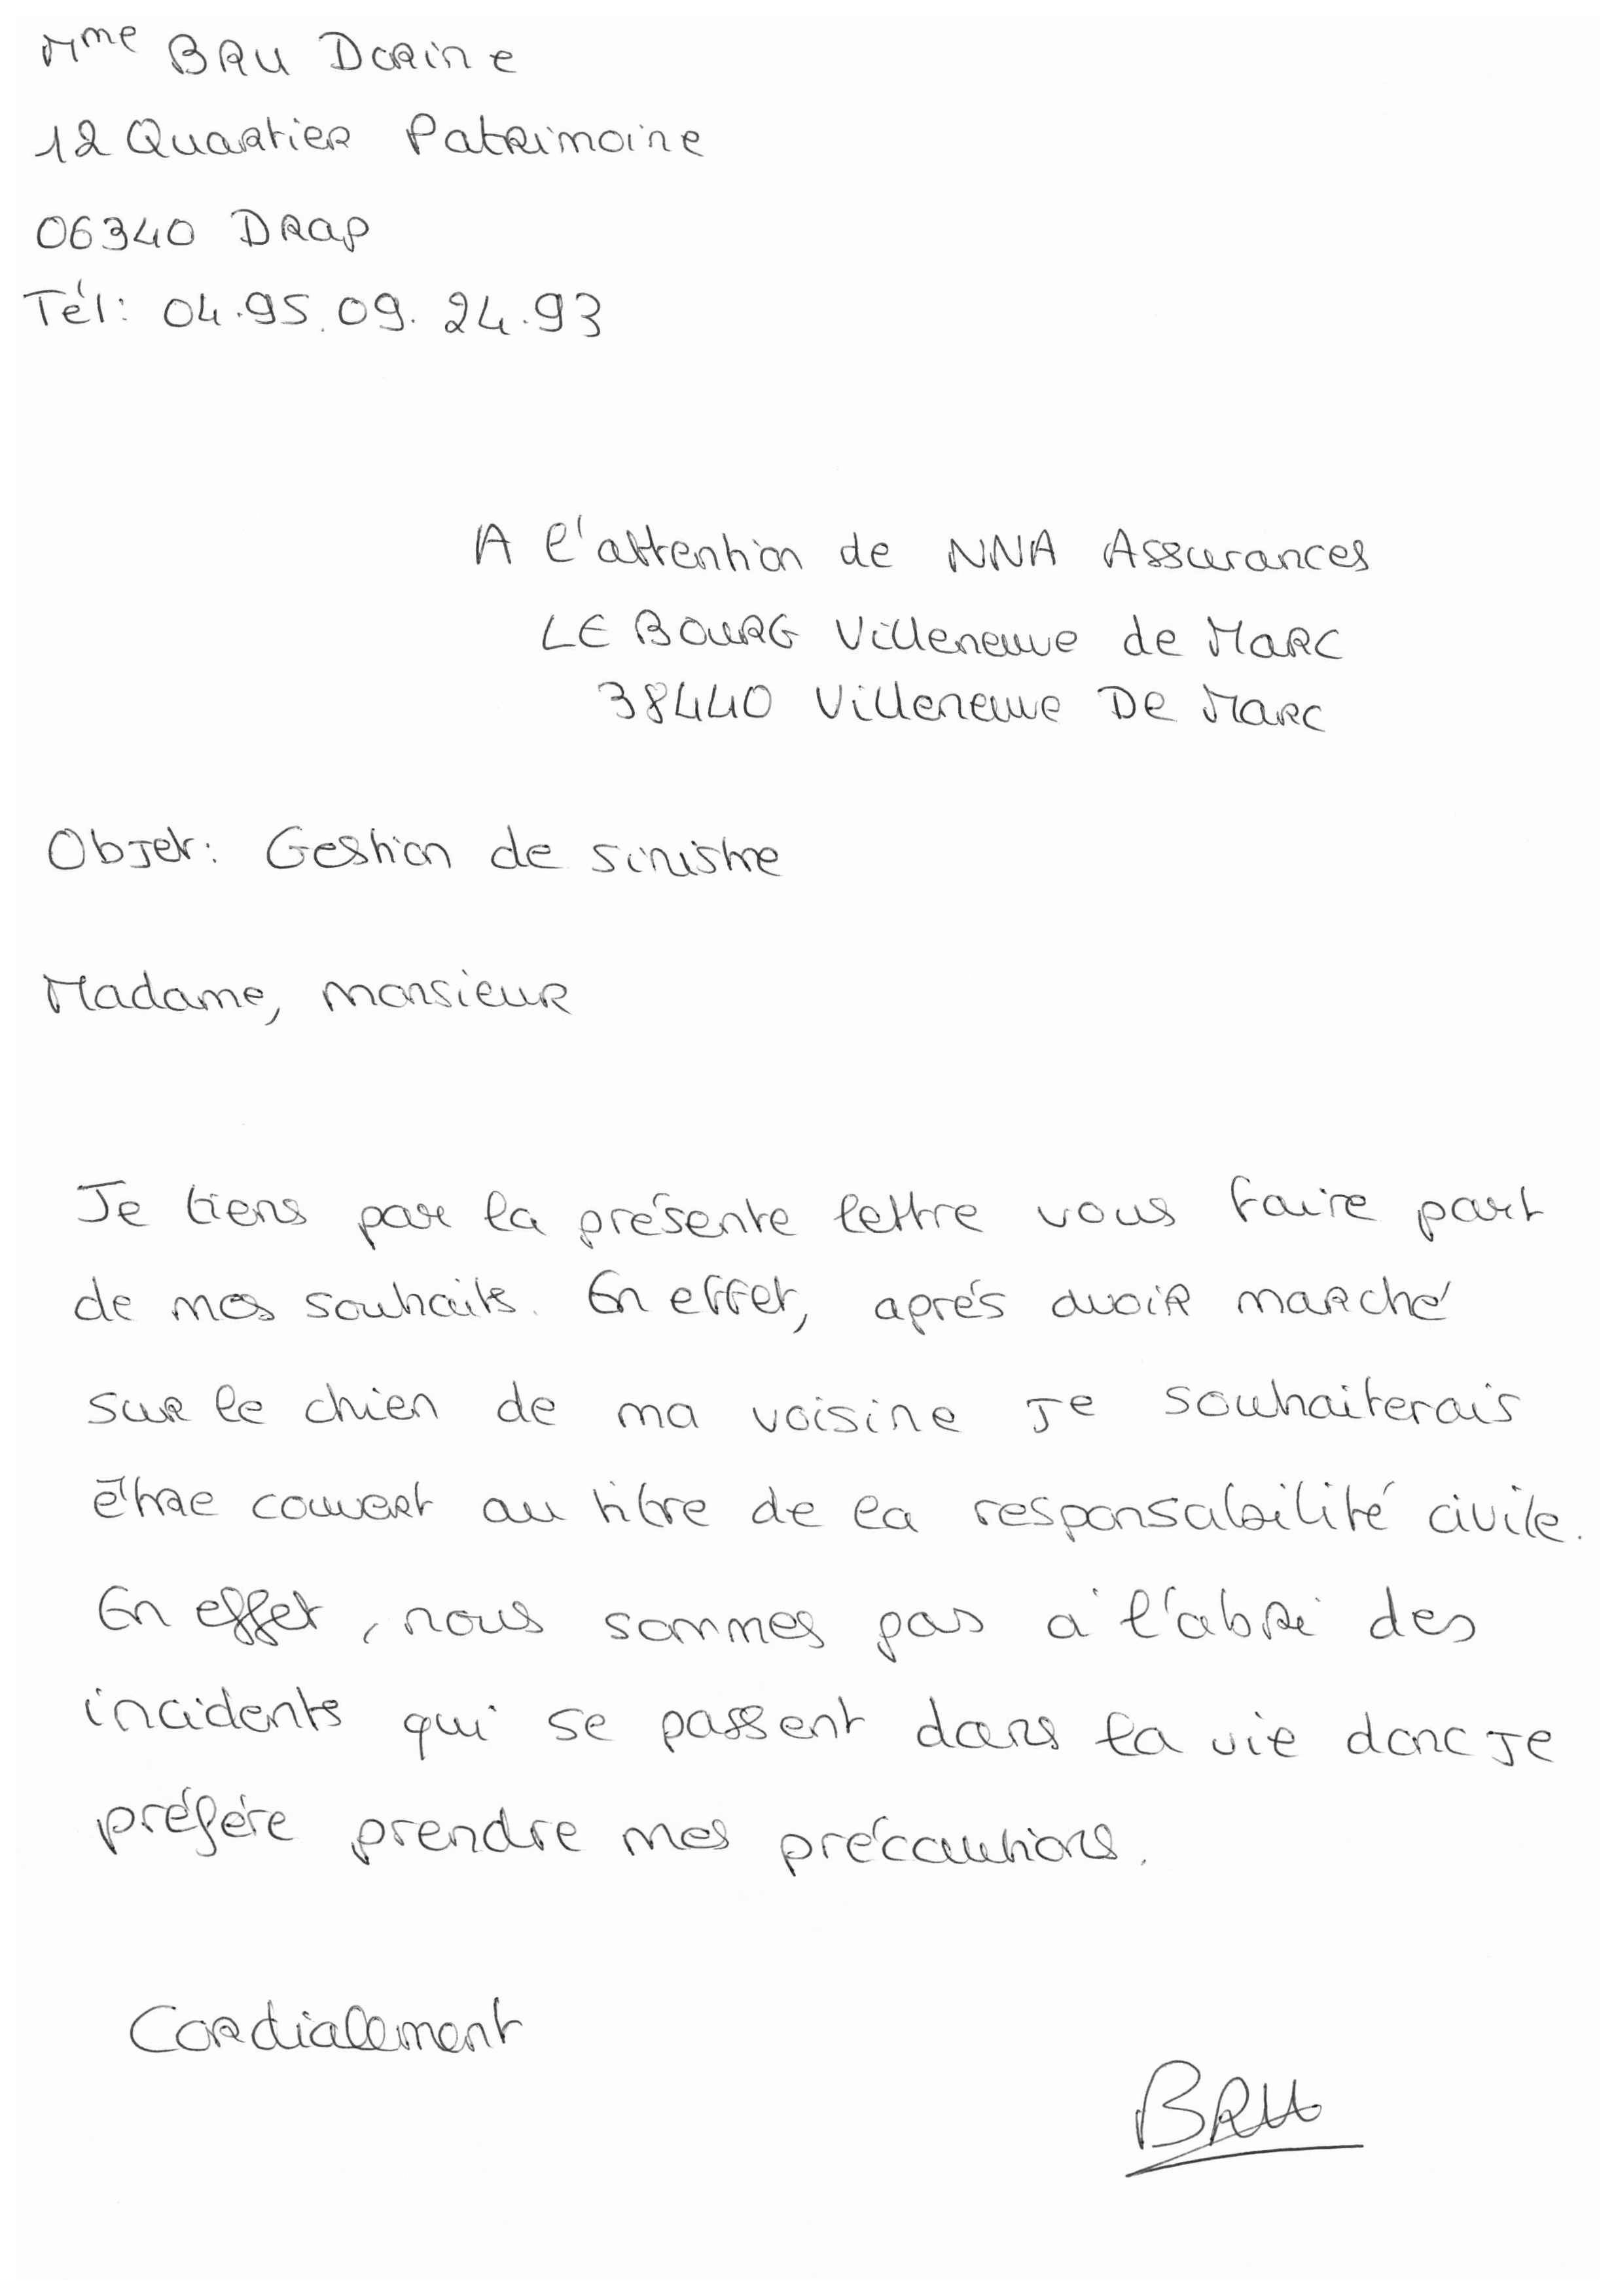 Mme BRU Dorine
12 Quartier Patrimoine
06340 DRap
Tél: 04.95.09.24.93
A l'attention de NNA Assurances
LE BOURG Villeneuve de Marc
38440 Villeneuve De Marc
Objet: Gestion de sinistre
Madame, monsieur
Je tiens par la présente lettre vous faire part
de mes souhaits. En effet, après avoir marché
sur le chien de ma voisine je souhaiterais
être couvert au titre de la responsabilité civile.
En effet, nous sommes pas à l'abri des
incidents qui se passent dans la vie donc je
préfère prendre mes précautions.
Cordialement
BRU